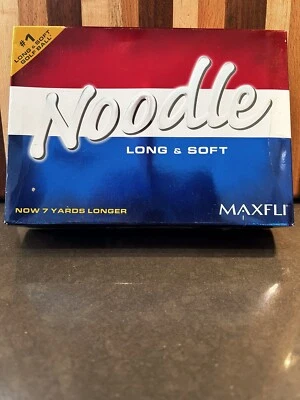 #1
LONG & SOFT
GOLF BALL*
Noodle
LONG & SOFT
NOW 7 YARDS LONGER
MAXFLI